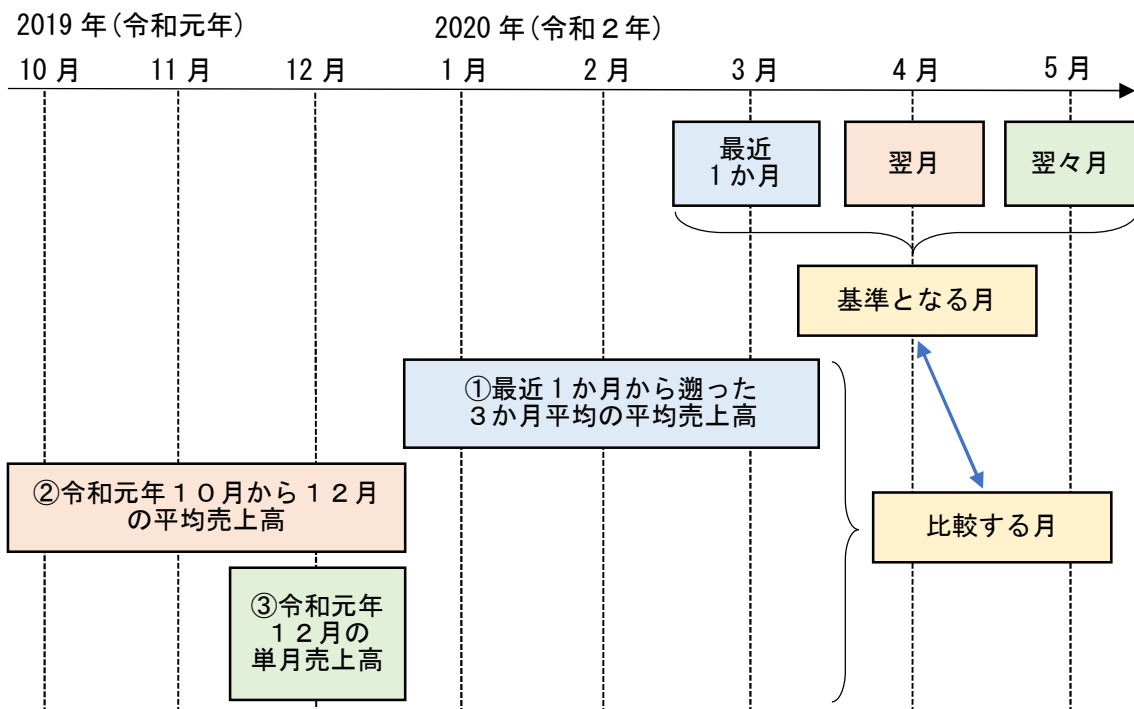 2019 年(令和元年)
2020 年(令和２年)
10 月
11 月
12 月
1 月
2 月
3 月
4 月
5 月
最近
１か月
翌月
翌々月
基準となる月
①最近１か月から遡った
３か月平均の平均売上高
②令和元年１０月から１２月
の平均売上高
比較する月
③令和元年
１２月の
単月売上高